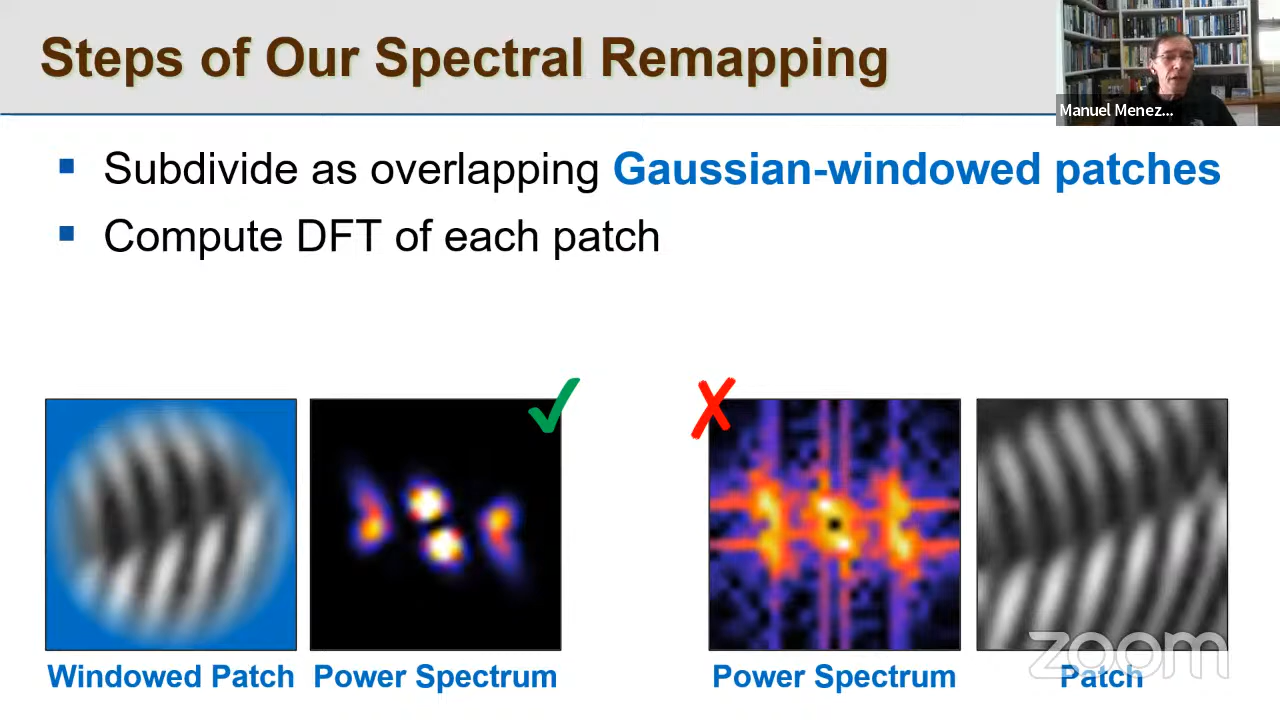 Steps of Our Spectral Remapping
Manuel Menez...
▪ Subdivide as overlapping Gaussian-windowed patches
▪ Compute DFT of each patch
✓ ✗
Windowed Patch Power Spectrum Power Spectrum Patch
zoom